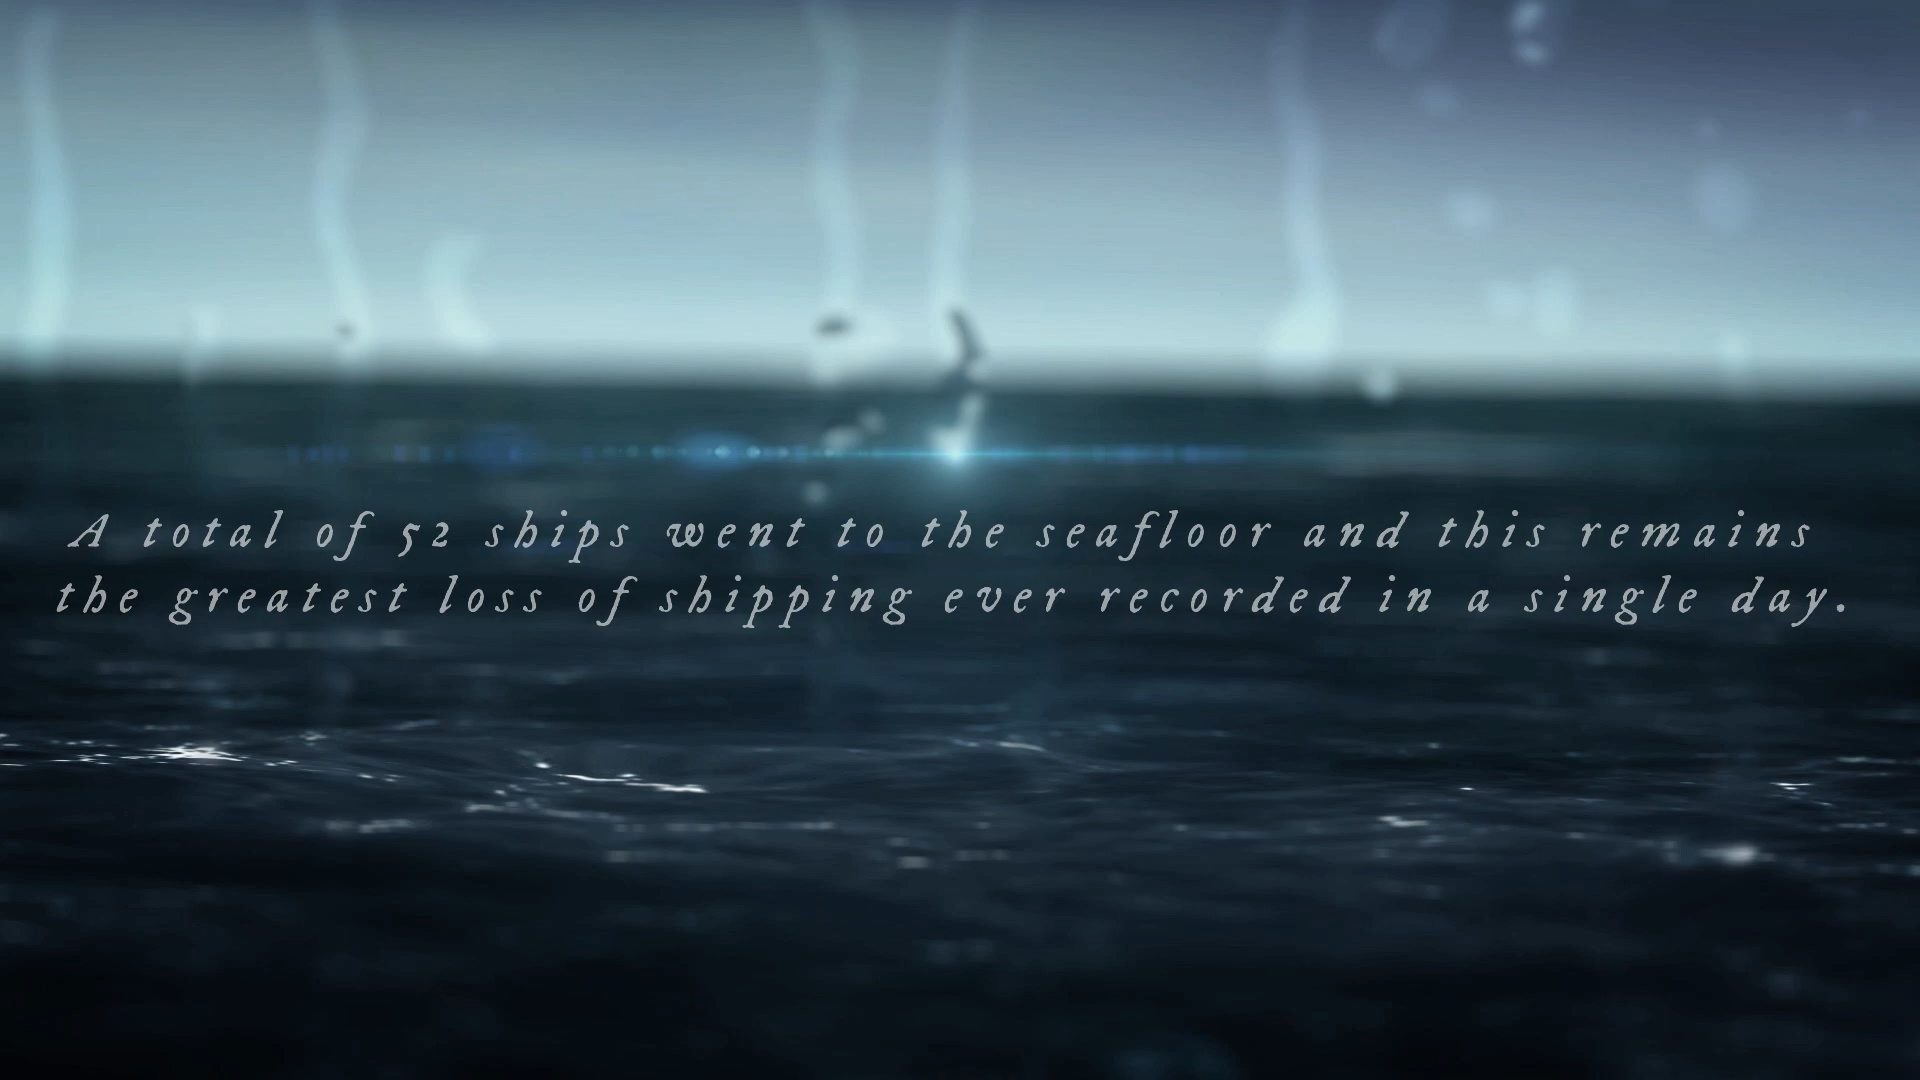 A total of 52 ships went to the seafloor and this remains
the greatest loss of shipping ever recorded in a single day.